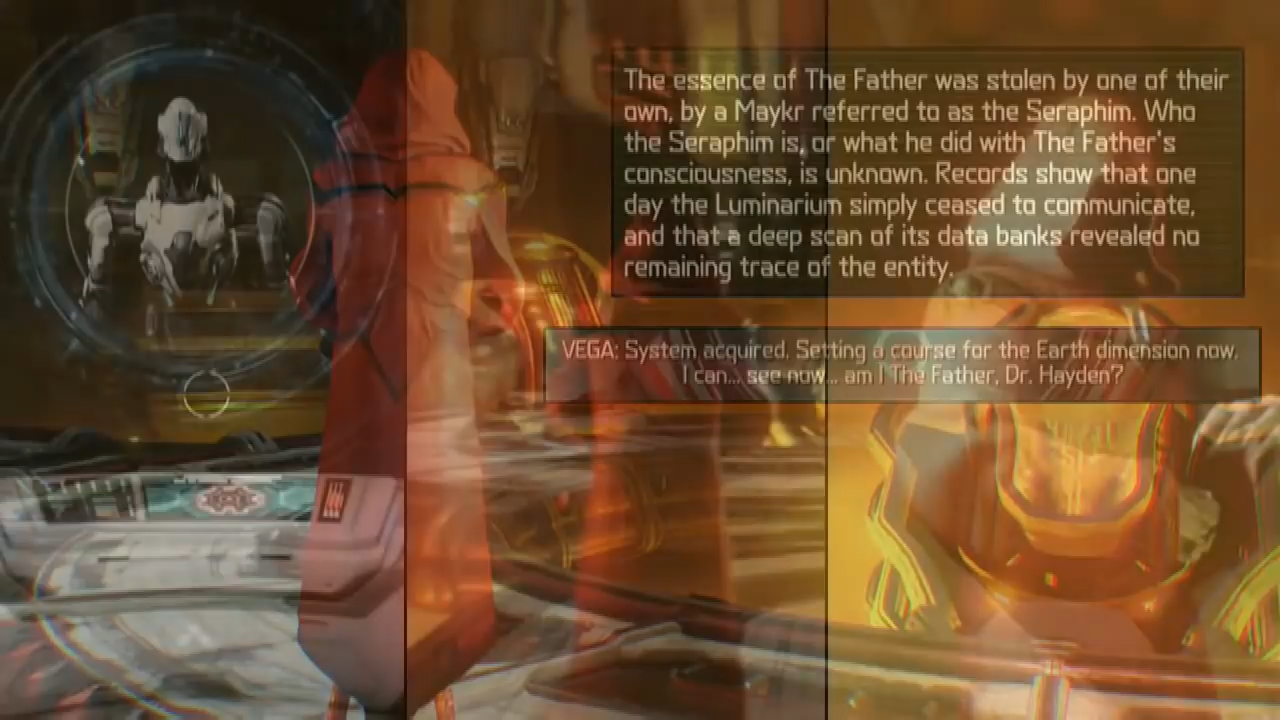 The essence of The Father was stolen by one of their
own, by a Maykr referred to as the Seraphim. Who
the Seraphim is, or what he did with The Father's
consciousness, is unknown. Records show that one
day the Luminarium simply ceased to communicate,
and that a deep scan of its data banks revealed no
remaining trace of the entity.
VEGA: System acquired. Setting a course for the Earth dimension now.
I can... see now... am I The Father, Dr. Hayden?